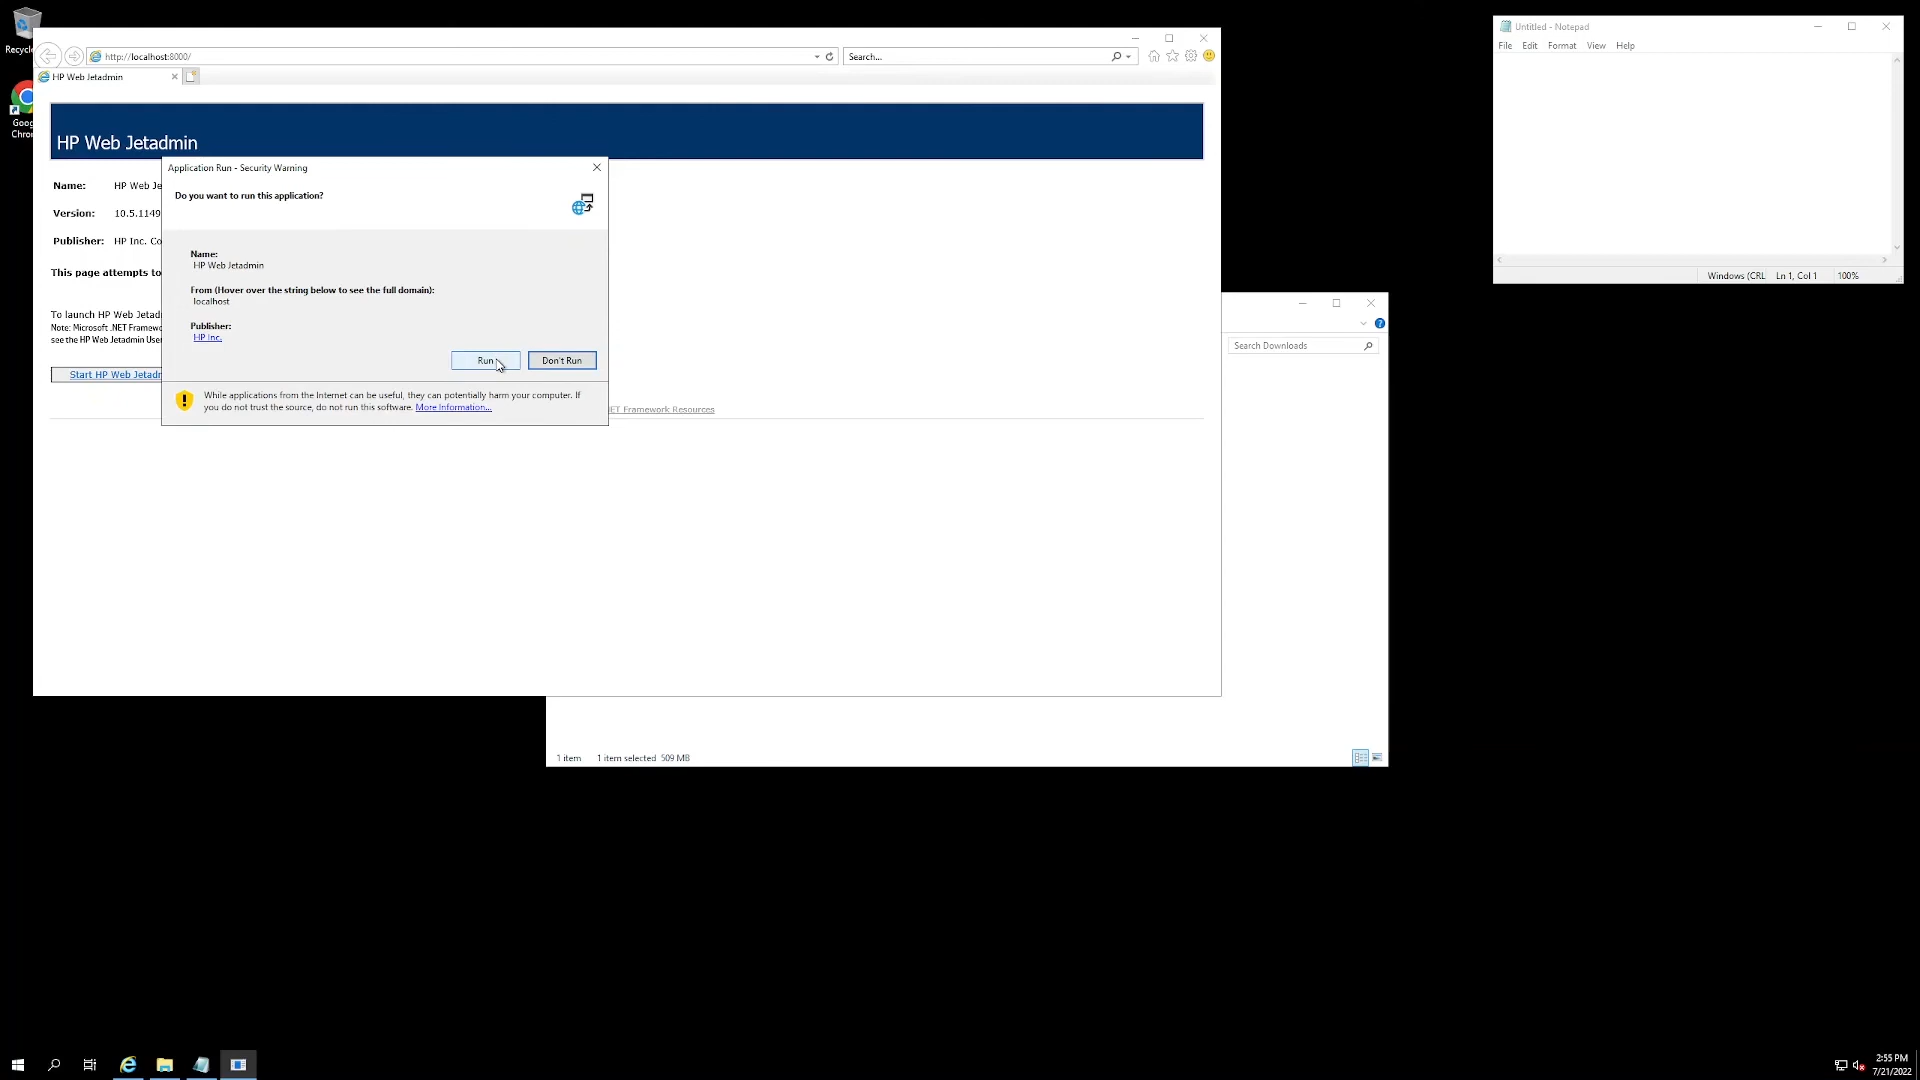 Recycle
Goog
Chron
http://localhost:8000/
Search...
HP Web Jetadmin
HP Web Jetadmin
Name: HP Web Je
Version: 10.5.1149
Publisher: HP Inc. Co
This page attempts to
To launch HP Web Jetad
Note: Microsoft .NET Framewo
see the HP Web Jetadmin User
Start HP Web Jetadm
ET Framework Resources
Application Run - Security Warning
Do you want to run this application?
Name:
HP Web Jetadmin
From (Hover over the string below to see the full domain):
localhost
Publisher:
HP Inc.
Run
Don't Run
While applications from the Internet can be useful, they can potentially harm your computer. If
you do not trust the source, do not run this software. More Information...
Untitled - Notepad
File Edit Format View Help
Windows (CRL Ln 1, Col 1 100%
Search Downloads
1 item 1 item selected 509 MB
2:55 PM
7/21/2022